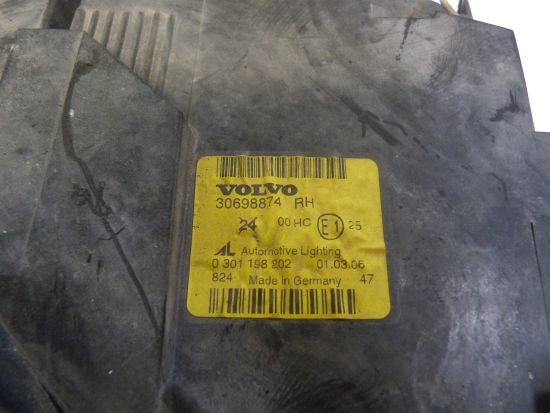 VOLVO
30698874 RH
24 00 HC E1 25
AL Automotive Lighting
0 301 198 202 01.03.06
824 Made in Germany 47